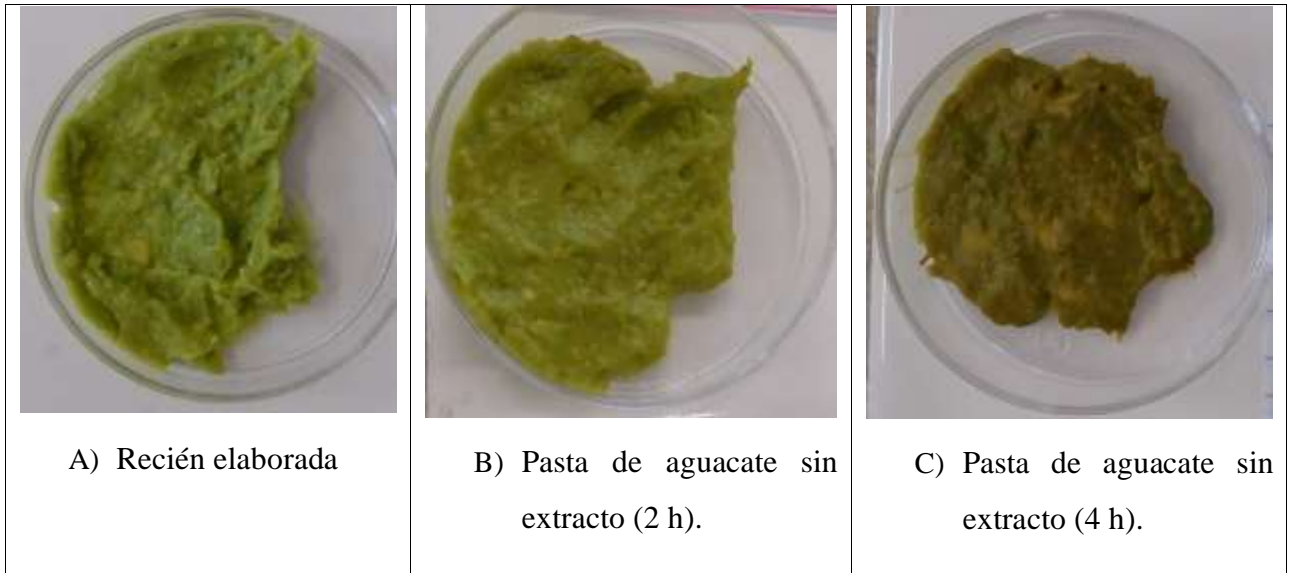 A) Recién elaborada
B) Pasta de aguacate sin
extracto (2 h).
C) Pasta de aguacate sin
extracto (4 h).